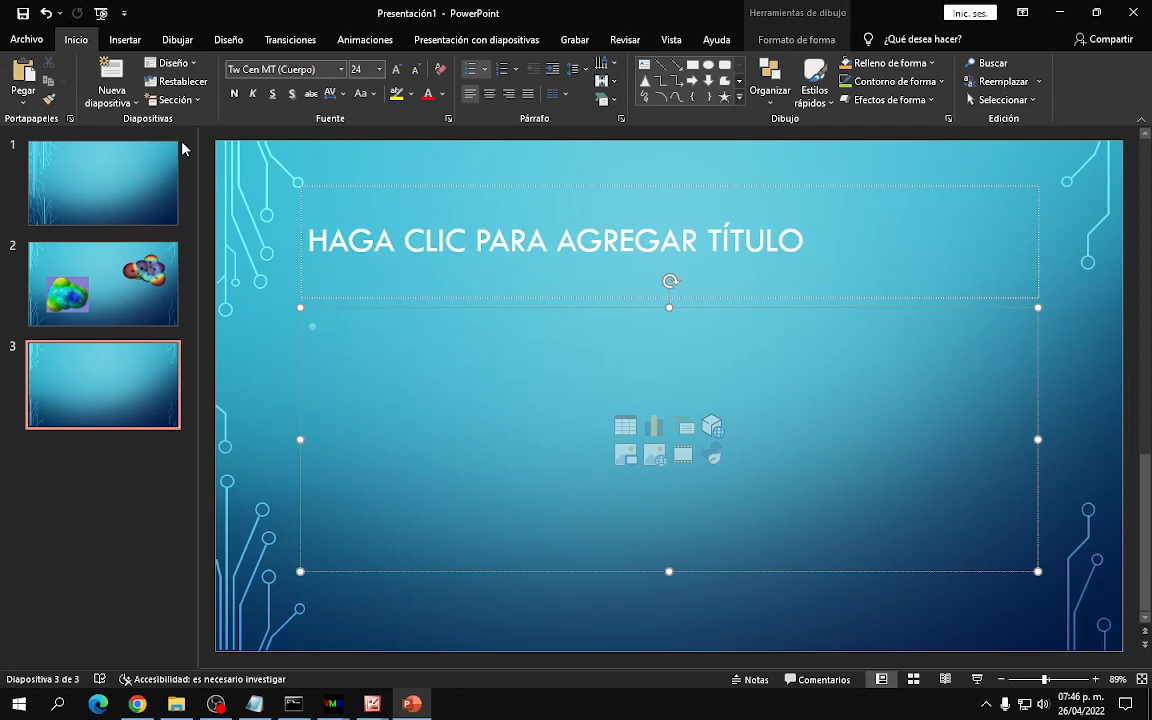 Presentación1 - PowerPoint
Herramientas de dibujo
Inic. ses.
Archivo
Inicio
Insertar
Dibujar
Diseño
Transiciones
Animaciones
Presentación con diapositivas
Grabar
Revisar
Vista
Ayuda
Formato de forma
¿Qué desea hacer?
Compartir
Pegar
Nueva
diapositiva
Diseño
Restablecer
Sección
Tw Cen MT (Cuerpo)
24
N
K
S
S
abc
AV
Aa
A
Organizar
Estilos
rápidos
Relleno de forma
Contorno de forma
Efectos de forma
Buscar
Reemplazar
Seleccionar
Portapapeles
Diapositivas
Fuente
Párrafo
Dibujo
Edición
1
2
3
HAGA CLIC PARA AGREGAR TÍTULO
Diapositiva 3 de 3
Accesibilidad: es necesario investigar
Notas
Comentarios
89%
07:46 p. m.
26/04/2022